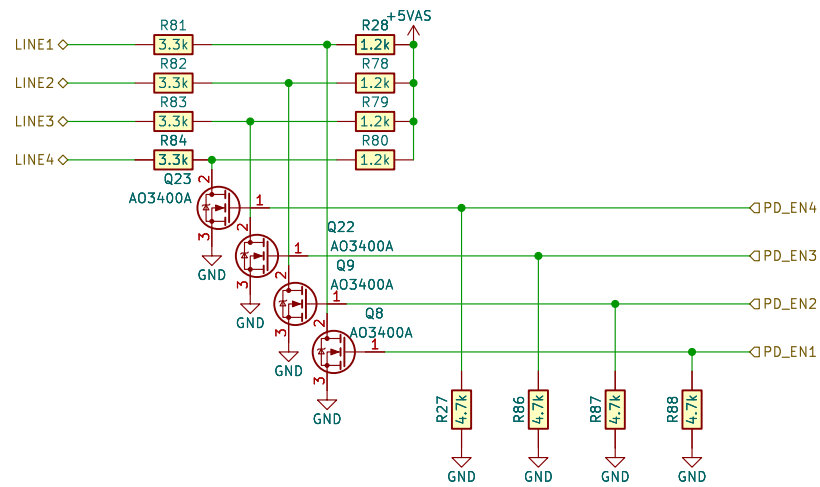 +5VAS
R81 R28
LINE1 3.3k 1.2k
R82 R78
LINE2 3.3k 1.2k
R83 R79
LINE3 3.3k 1.2k
R84 R80
LINE4 3.3k 1.2k
Q23 2
AO3400A 1 PD_EN4
3 2 Q22
GND AO3400A
1 PD_EN3
Q9
3 2 AO3400A
GND 1 PD_EN2
Q8
3 2 AO3400A
GND 1 PD_EN1
3
GND
R27 4.7k R86 4.7k R87 4.7k R88 4.7k
GND GND GND GND